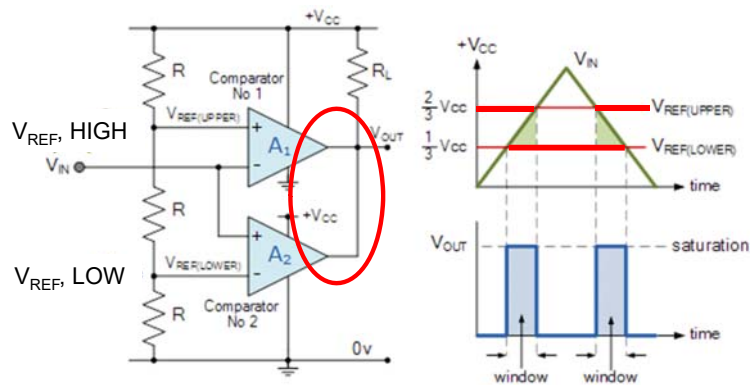 +VCC
R
Comparator
No 1
RL
VREF(UPPER)
+
A1
-
VREF, HIGH
VOUT
VIN
R
+VCC
+
A2
-
VREF(LOWER)
VREF, LOW
Comparator
No 2
R
0v
+VCC
VIN
2/3 VCC
VREF(UPPER)
1/3 VCC
VREF(LOWER)
time
VOUT
saturation
time
window
window